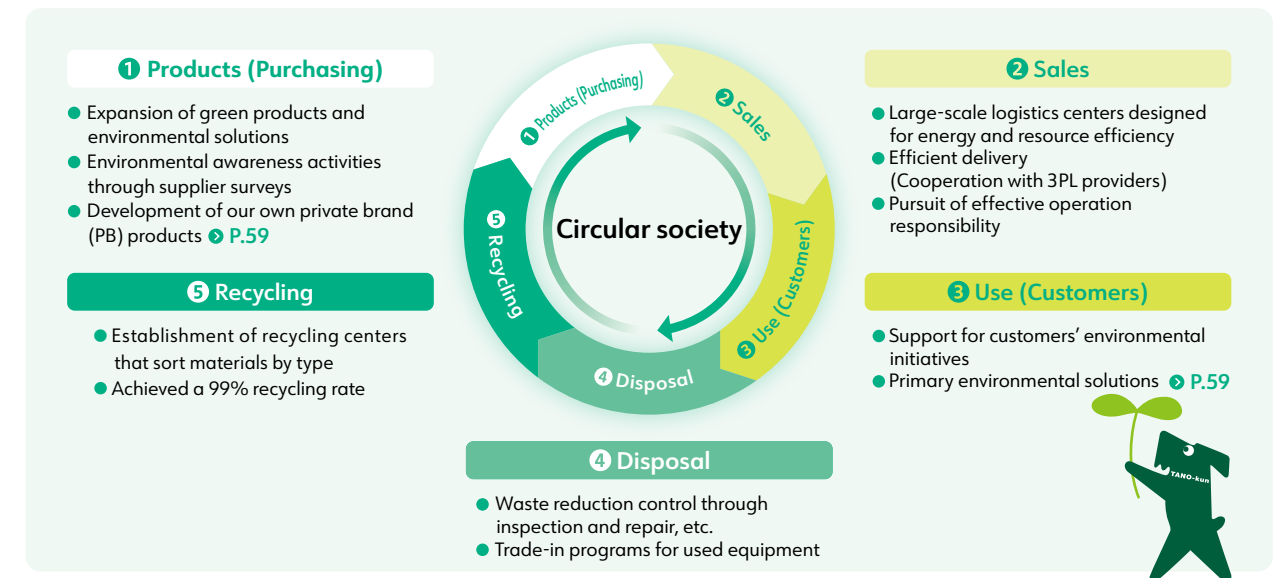 ❶ Products (Purchasing)
● Expansion of green products and
environmental solutions
● Environmental awareness activities
through supplier surveys
● Development of our own private brand
(PB) products P.59
❺ Recycling
● Establishment of recycling centers
that sort materials by type
● Achieved a 99% recycling rate
❶ Products (Purchasing)
❷ Sales
❸ Use (Customers)
❹ Disposal
❺ Recycling
Circular society
❷ Sales
● Large-scale logistics centers designed
for energy and resource efficiency
● Efficient delivery
(Cooperation with 3PL providers)
● Pursuit of effective operation
responsibility
❸ Use (Customers)
● Support for customers’ environmental
initiatives
● Primary environmental solutions P.59
❹ Disposal
● Waste reduction control through
inspection and repair, etc.
● Trade-in programs for used equipment
TANO-kun